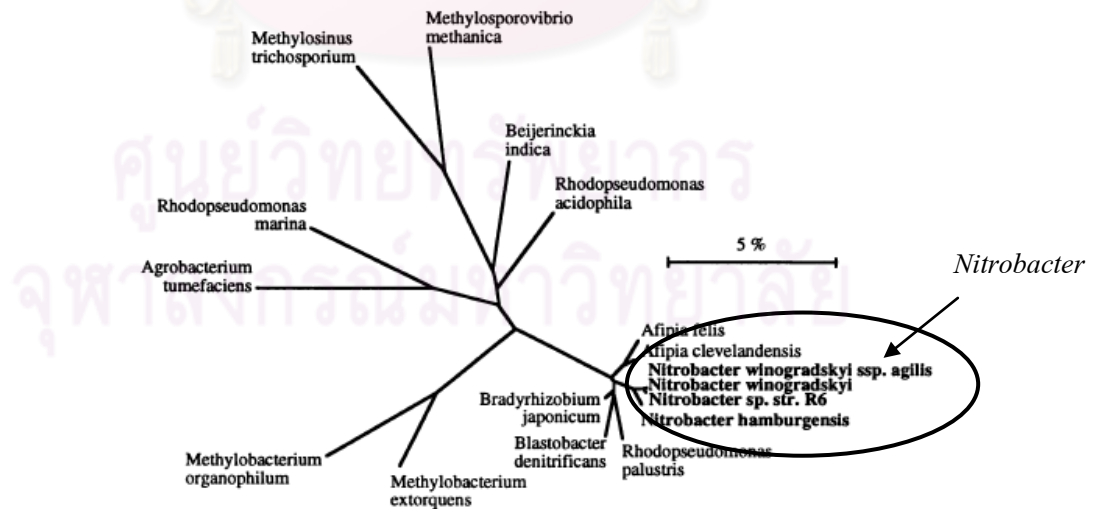 Methylosporovibrio
methanica
Methylosinus
trichosporium
Beijerinckia
indica
Rhodopseudomonas
acidophila
Rhodopseudomonas
marina
5 %
Nitrobacter
Agrobacterium
tumefaciens
Afipia felis
Afipia clevelandensis
Nitrobacter winogradskyi ssp. agilis
Nitrobacter winogradskyi
Nitrobacter sp. str. R6
Nitrobacter hamburgensis
Bradyrhizobium
japonicum
Blastobacter
denitrificans
Rhodopseudomonas
palustris
Methylobacterium
organophilum
Methylobacterium
extorquens
ศูนย์วิทยทรัพยากร
จุฬาลงกรณ์มหาวิทยาลัย